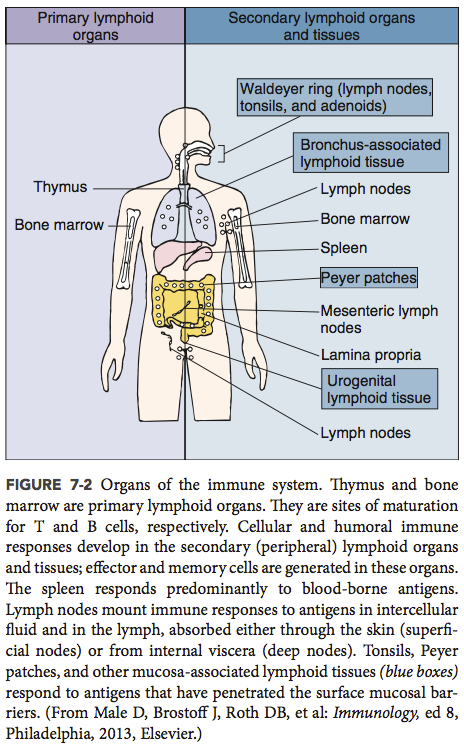 Primary lymphoid
organs
Secondary lymphoid organs
and tissues
Waldeyer ring (lymph nodes,
tonsils, and adenoids)
Bronchus-associated
lymphoid tissue
Thymus
Lymph nodes
Bone marrow
Bone marrow
Spleen
Peyer patches
Mesenteric lymph
nodes
Lamina propria
Urogenital
lymphoid tissue
Lymph nodes
FIGURE 7-2 Organs of the immune system. Thymus and bone
marrow are primary lymphoid organs. They are sites of maturation
for T and B cells, respectively. Cellular and humoral immune
responses develop in the secondary (peripheral) lymphoid organs
and tissues; effector and memory cells are generated in these organs.
The spleen responds predominantly to blood-borne antigens.
Lymph nodes mount immune responses to antigens in intercellular
fluid and in the lymph, absorbed either through the skin (superfi-
cial nodes) or from internal viscera (deep nodes). Tonsils, Peyer
patches, and other mucosa-associated lymphoid tissues (blue boxes)
respond to antigens that have penetrated the surface mucosal bar-
riers. (From Male D, Brostoff J, Roth DB, et al: Immunology, ed 8,
Philadelphia, 2013, Elsevier.)